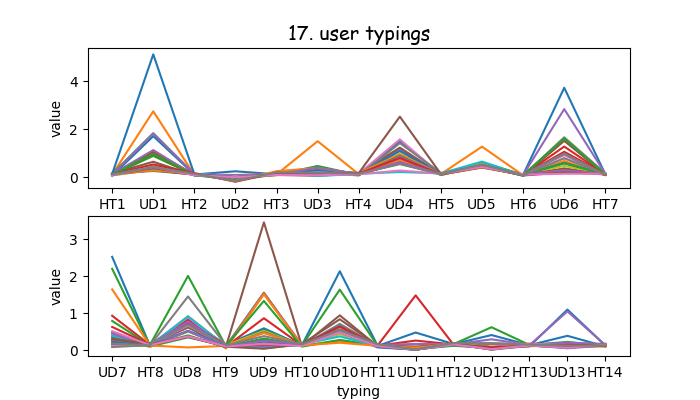 17. user typings
4
2
0
value
HT1 UD1 HT2 UD2 HT3 UD3 HT4 UD4 HT5 UD5 HT6 UD6 HT7
3
2
1
0
value
UD7 HT8 UD8 HT9 UD9 HT10 UD10 HT11 UD11 HT12 UD12 HT13 UD13 HT14
typing